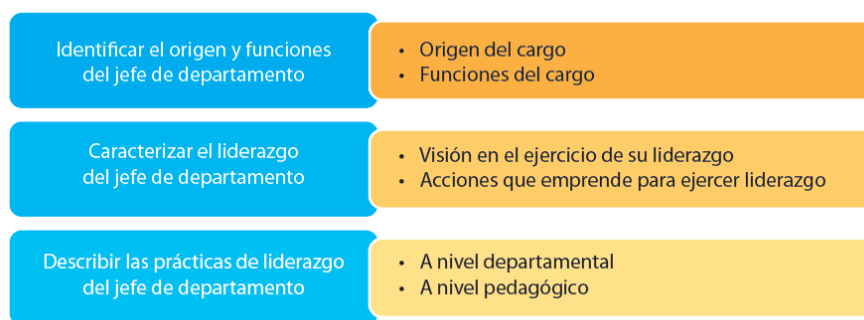 Identificar el origen y funciones
del jefe de departamento
• Origen del cargo
• Funciones del cargo
Caracterizar el liderazgo
del jefe de departamento
• Visión en el ejercicio de su liderazgo
• Acciones que emprende para ejercer liderazgo
Describir las prácticas de liderazgo
del jefe de departamento
• A nivel departamental
• A nivel pedagógico